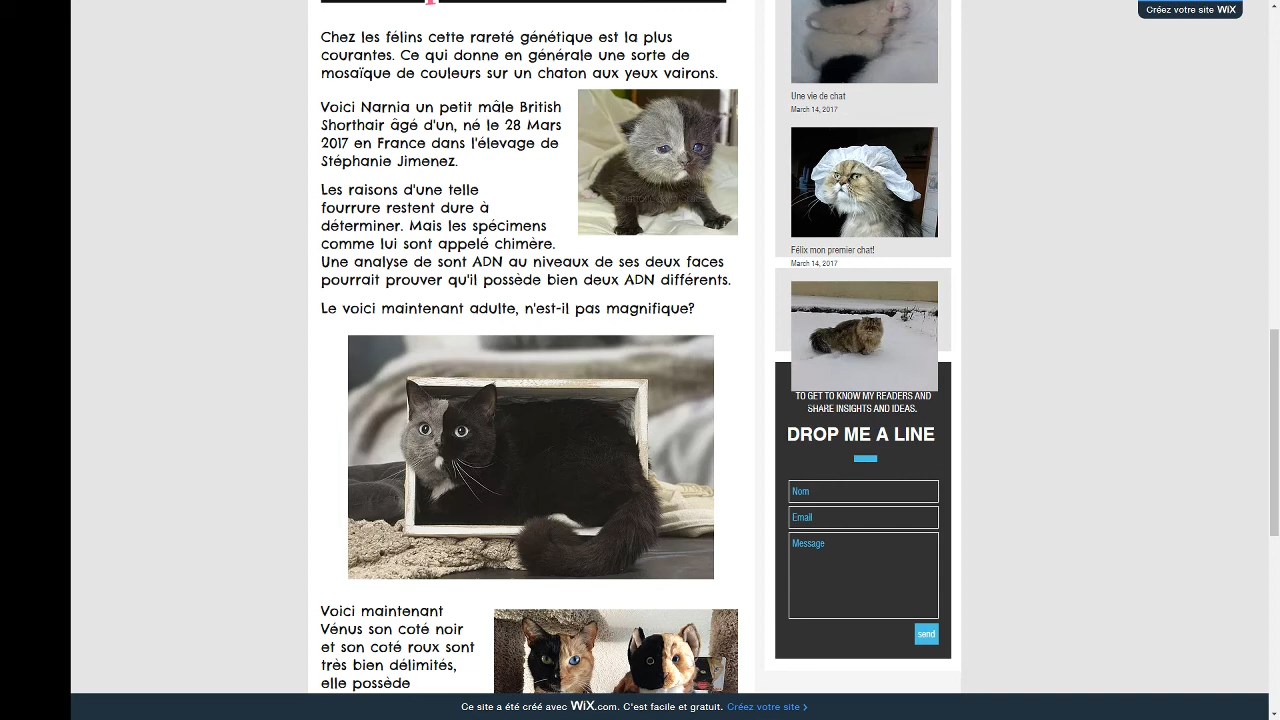 Créez votre site WiX
Chez les félins cette rareté génétique est la plus
courantes. Ce qui donne en générale une sorte de
mosaïque de couleurs sur un chaton aux yeux vairons.
Voici Narnia un petit mâle British
Shorthair âgé d'un, né le 28 Mars
2017 en France dans l'élevage de
Stéphanie Jimenez.
Les raisons d'une telle
fourrure restent dure à
déterminer. Mais les spécimens
comme lui sont appelé chimère.
Une analyse de sont ADN au niveaux de ses deux faces
pourrait prouver qu'il possède bien deux ADN différents.
Le voici maintenant adulte, n'est-il pas magnifique?
Voici maintenant
Vénus son coté noir
et son coté roux sont
très bien délimités,
elle possède
Une vie de chat
March 14, 2017
Félix mon premier chat!
March 14, 2017
TO GET TO KNOW MY READERS AND
SHARE INSIGHTS AND IDEAS.
DROP ME A LINE
Nom
Email
Message
send
Ce site a été créé avec WiX.com. C'est facile et gratuit. Créez votre site >